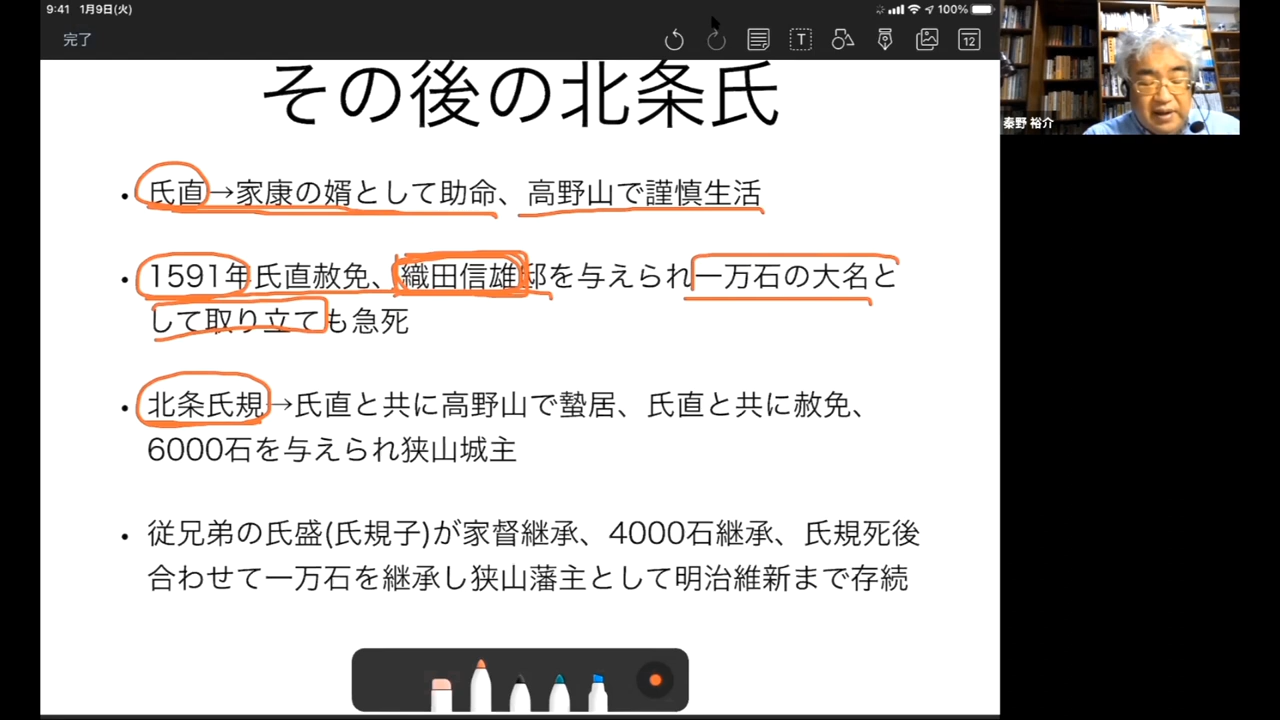 9:41 1月9日(火)
100%
完了
T
12
その後の北条氏
• 氏直→家康の婿として助命、高野山で謹慎生活
• 1591年氏直赦免、織田信雄邸を与えられ一万石の大名と
して取り立ても急死
• 北条氏規→氏直と共に高野山で蟄居、氏直と共に赦免、
6000石を与えられ狭山城主
• 従兄弟の氏盛(氏規子)が家督継承、4000石継承、氏規死後
合わせて一万石を継承し狭山藩主として明治維新まで存続
秦野 裕介